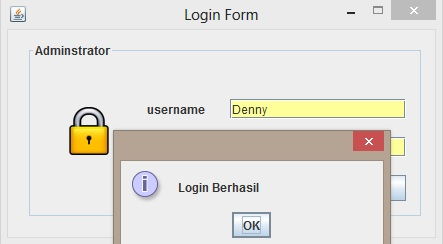 Login Form
Adminstrator
username
Denny
Login Berhasil
OK